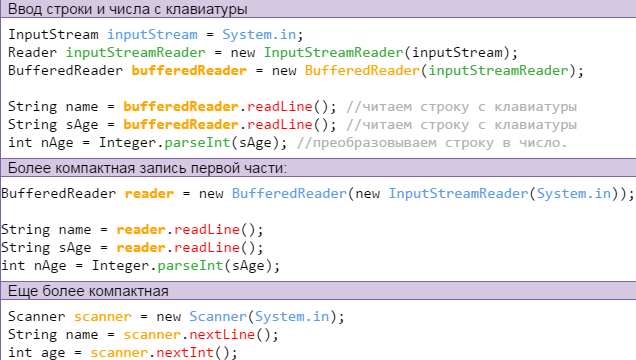 Ввод строки и числа с клавиатуры
InputStream inputStream = System.in;
Reader inputStreamReader = new InputStreamReader(inputStream);
BufferedReader bufferedReader = new BufferedReader(inputStreamReader);
String name = bufferedReader.readLine(); //читаем строку с клавиатуры
String sAge = bufferedReader.readLine(); //читаем строку с клавиатуры
int nAge = Integer.parseInt(sAge); //преобразовываем строку в число.
Более компактная запись первой части:
BufferedReader reader = new BufferedReader(new InputStreamReader(System.in));
String name = reader.readLine();
String sAge = reader.readLine();
int nAge = Integer.parseInt(sAge);
Еще более компактная
Scanner scanner = new Scanner(System.in);
String name = scanner.nextLine();
int age = scanner.nextInt();